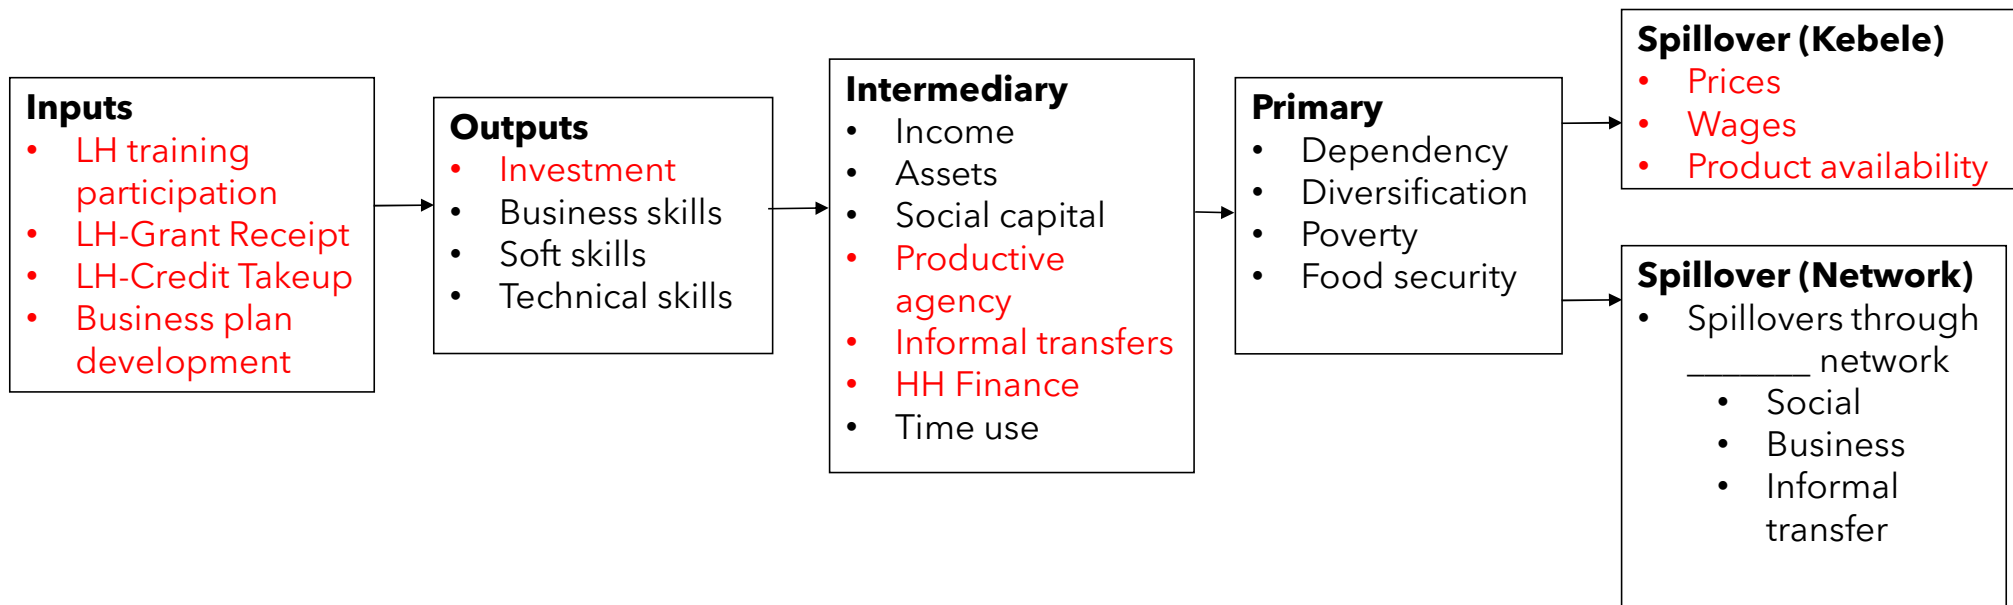 Inputs
• LH training
participation
• LH-Grant Receipt
• LH-Credit Takeup
• Business plan
development
Outputs
• Investment
• Business skills
• Soft skills
• Technical skills
Intermediary
• Income
• Assets
• Social capital
• Productive
agency
• Informal transfers
• HH Finance
• Time use
Primary
• Dependency
• Diversification
• Poverty
• Food security
Spillover (Kebele)
• Prices
• Wages
• Product availability
Spillover (Network)
• Spillovers through
_______ network
• Social
• Business
• Informal
transfer